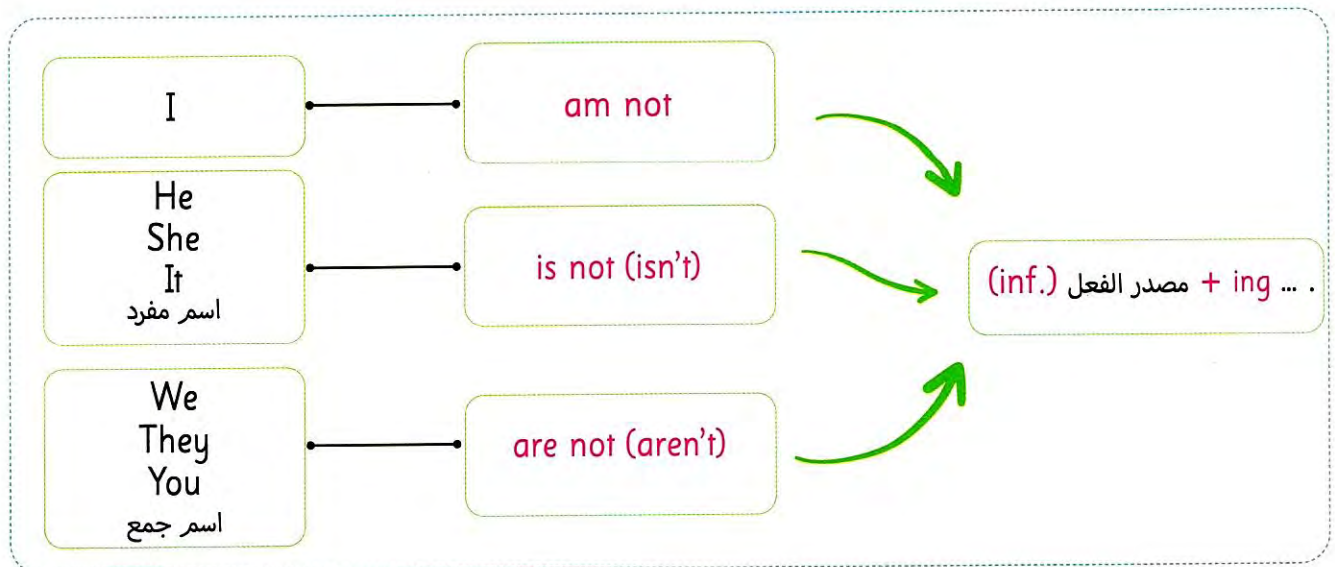 I
am not
He
She
It
اسم مفرد
is not (isn't)
We
They
You
اسم جمع
are not (aren't)
(inf.) مصدر الفعل + ing ... .